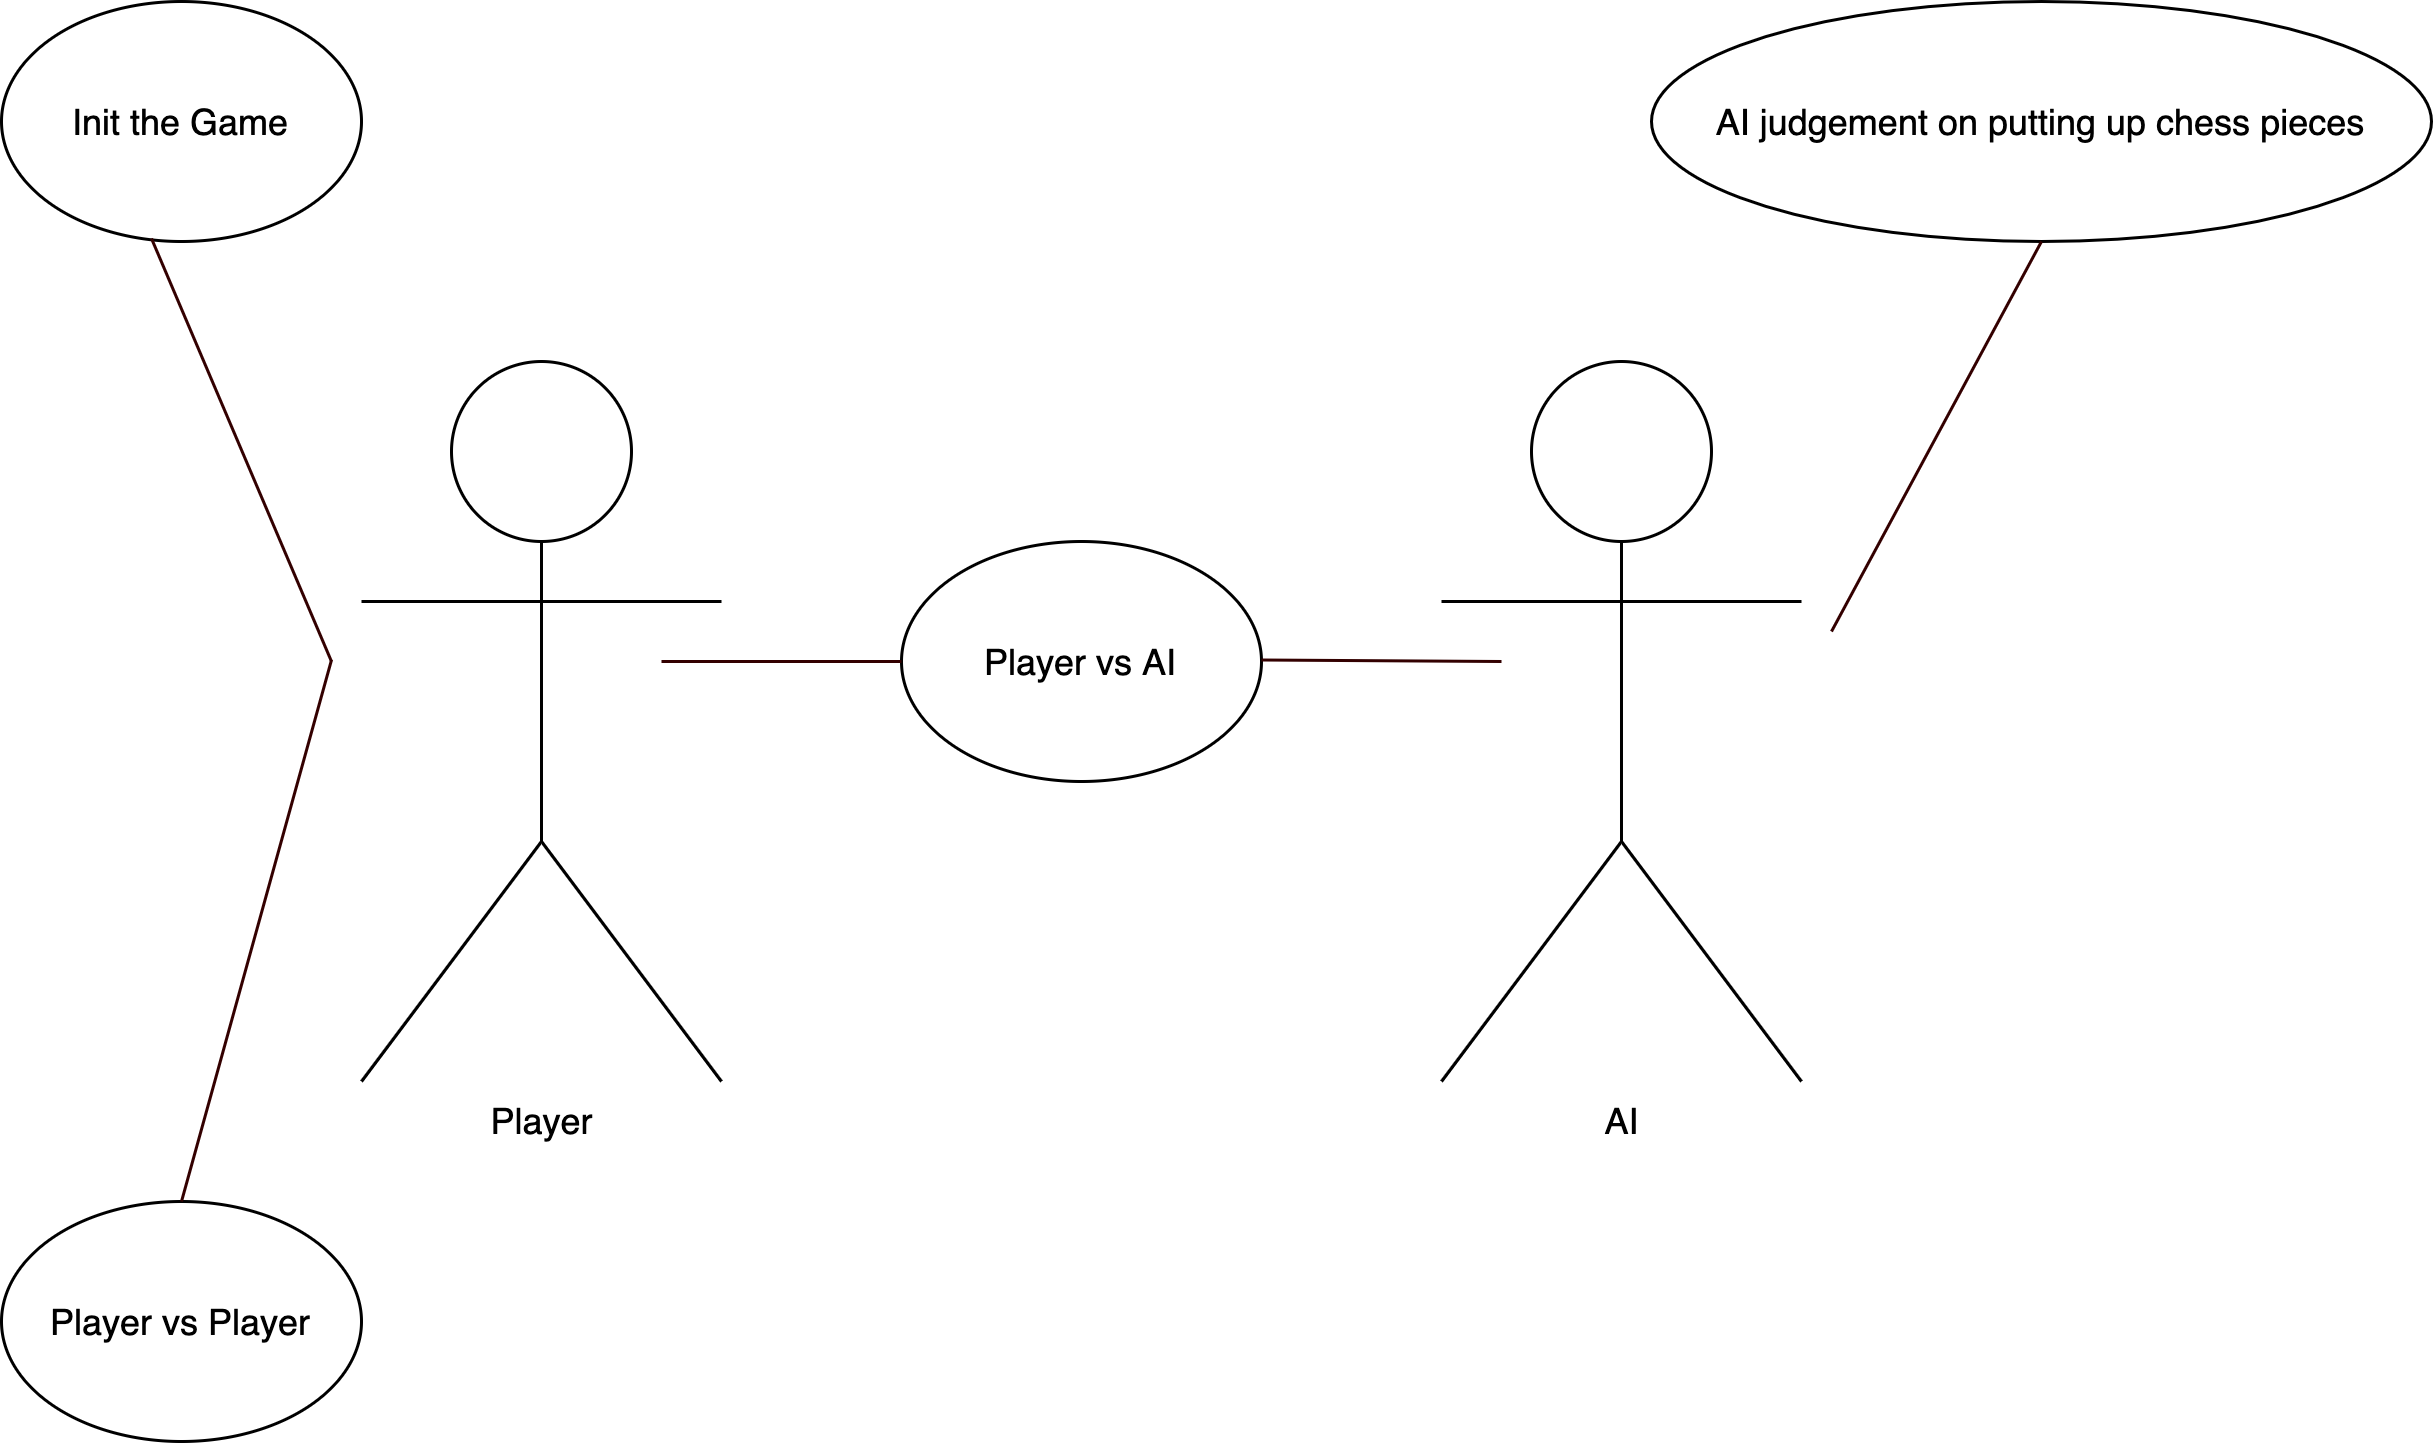 Init the Game
AI judgement on putting up chess pieces
Player vs AI
Player
AI
Player vs Player